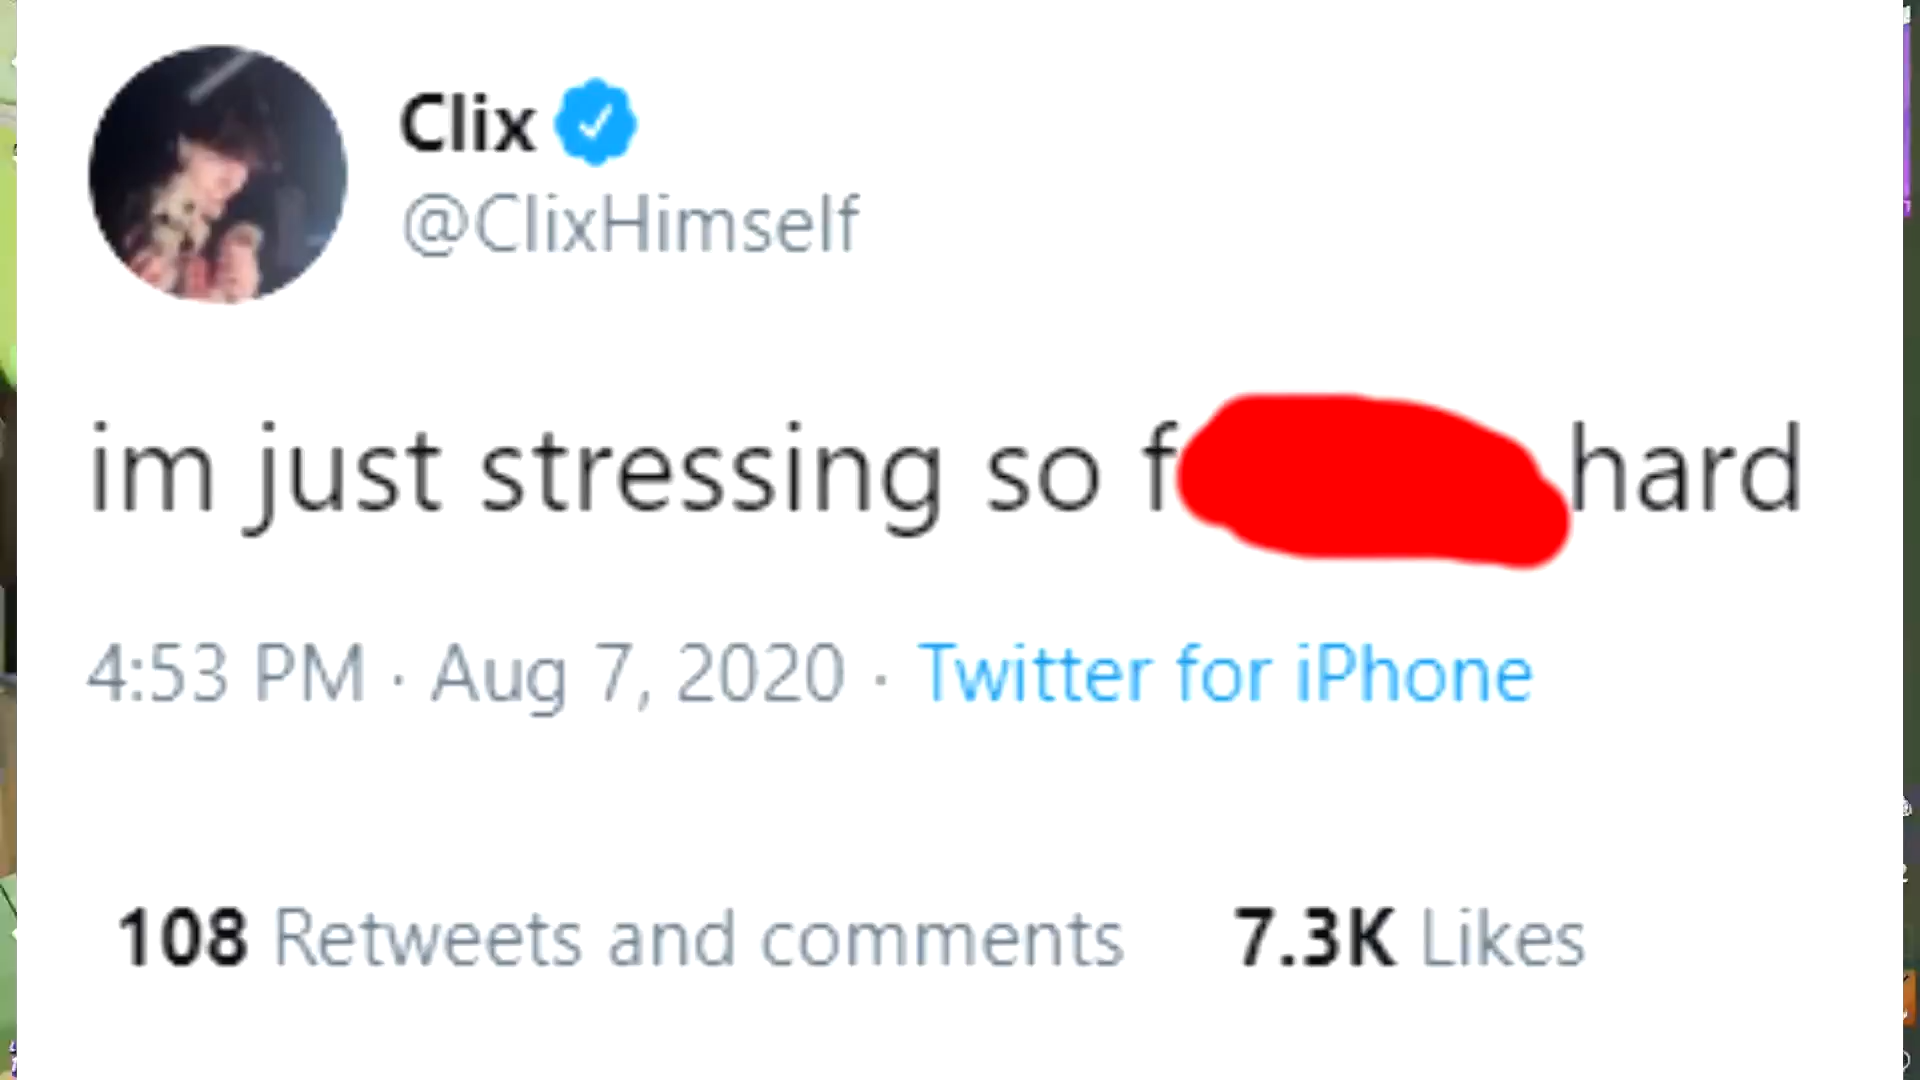 Clix
@ClixHimself
im just stressing so f hard
4:53 PM · Aug 7, 2020 · Twitter for iPhone
108 Retweets and comments 7.3K Likes